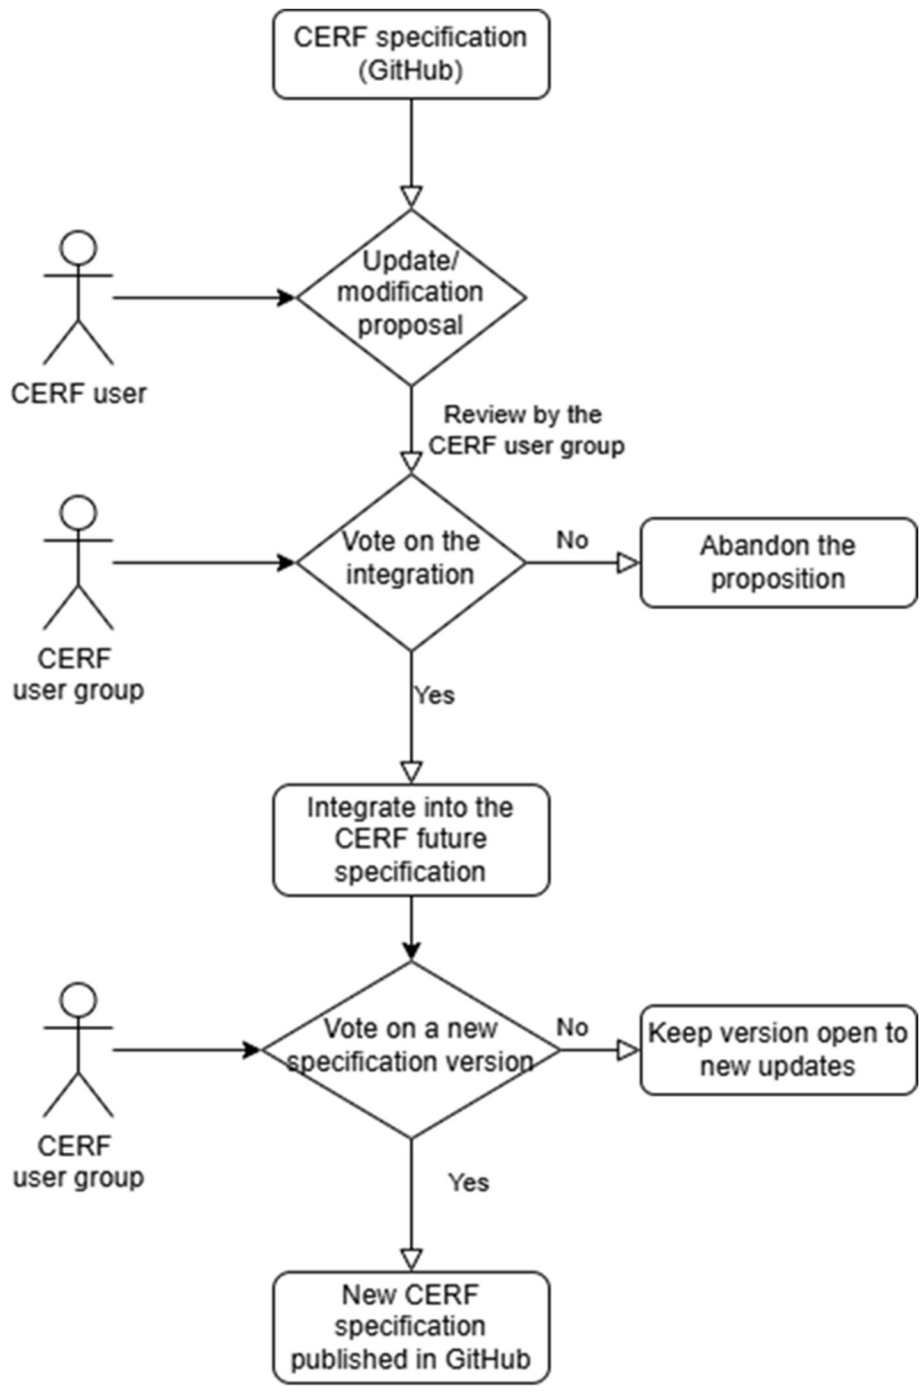 CERF specification
(GitHub)
Update/
modification
proposal
CERF user
Review by the
CERF user group
Vote on the
integration
No
Abandon the
proposition
CERF
user group
Yes
Integrate into the
CERF future
specification
Vote on a new
specification version
No
Keep version open to
new updates
CERF
user group
Yes
New CERF
specification
published in GitHub